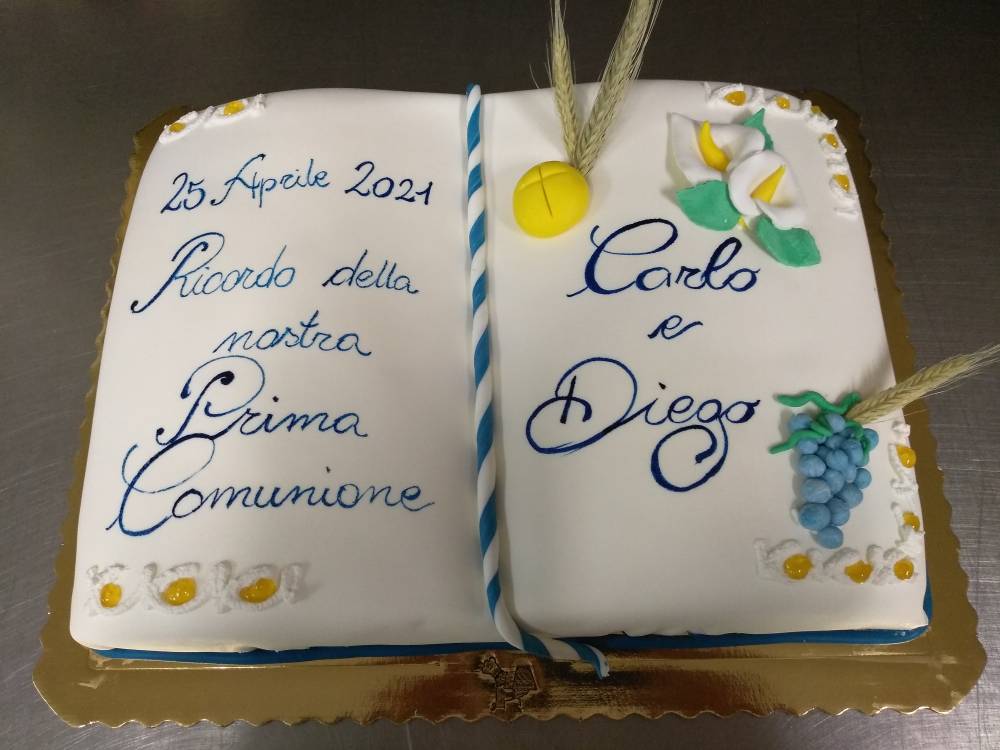 25 Aprile 2021
Ricordo della
nostra
Prima
Comunione
Carlo
e
Diego